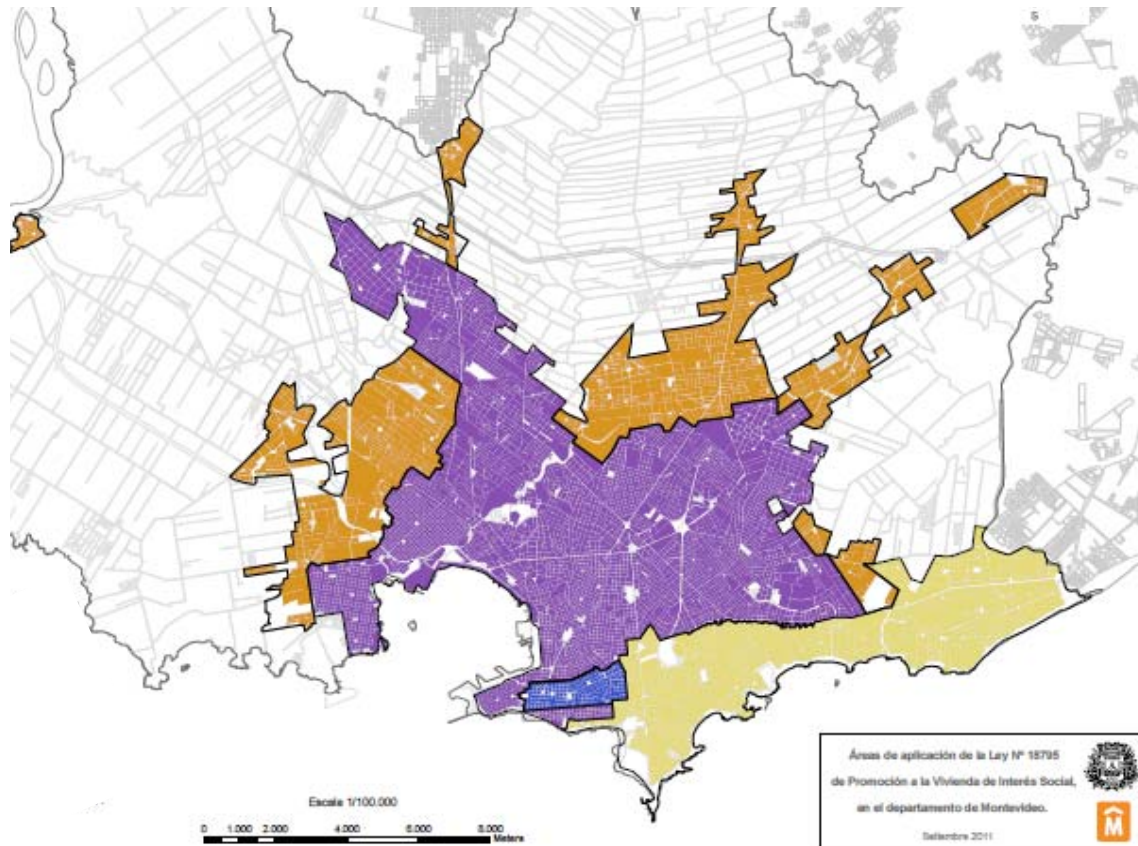 Y
S
Escala 1/100.000
0 1.000 2.000 4.000 6.000 8.000
Meters
Áreas de aplicación de la Ley Nº 18795
de Promoción a la Vivienda de Interés Social,
en el departamento de Montevideo.
Setiembre 2011
M